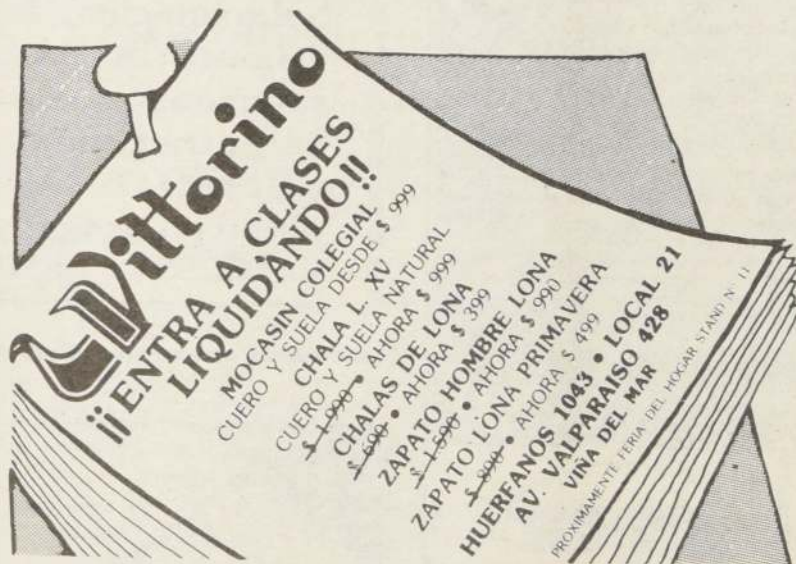 Vittorino
¡¡ENTRA A CLASES
LIQUIDANDO!!
MOCASIN COLEGIAL
CUERO Y SUELA DESDE $ 999
CHALA L. XV
CUERO Y SUELA NATURAL
$ 1.990 • AHORA $ 999
CHALAS DE LONA
$ 690 • AHORA $ 399
ZAPATO HOMBRE LONA
$ 1.590 • AHORA $ 990
ZAPATO LONA PRIMAVERA
$ 890 • AHORA $ 499
HUERFANOS 1043 • LOCAL 21
AV. VALPARAISO 428
VIÑA DEL MAR
PROXIMAMENTE FERIA DEL HOGAR STAND N° 11